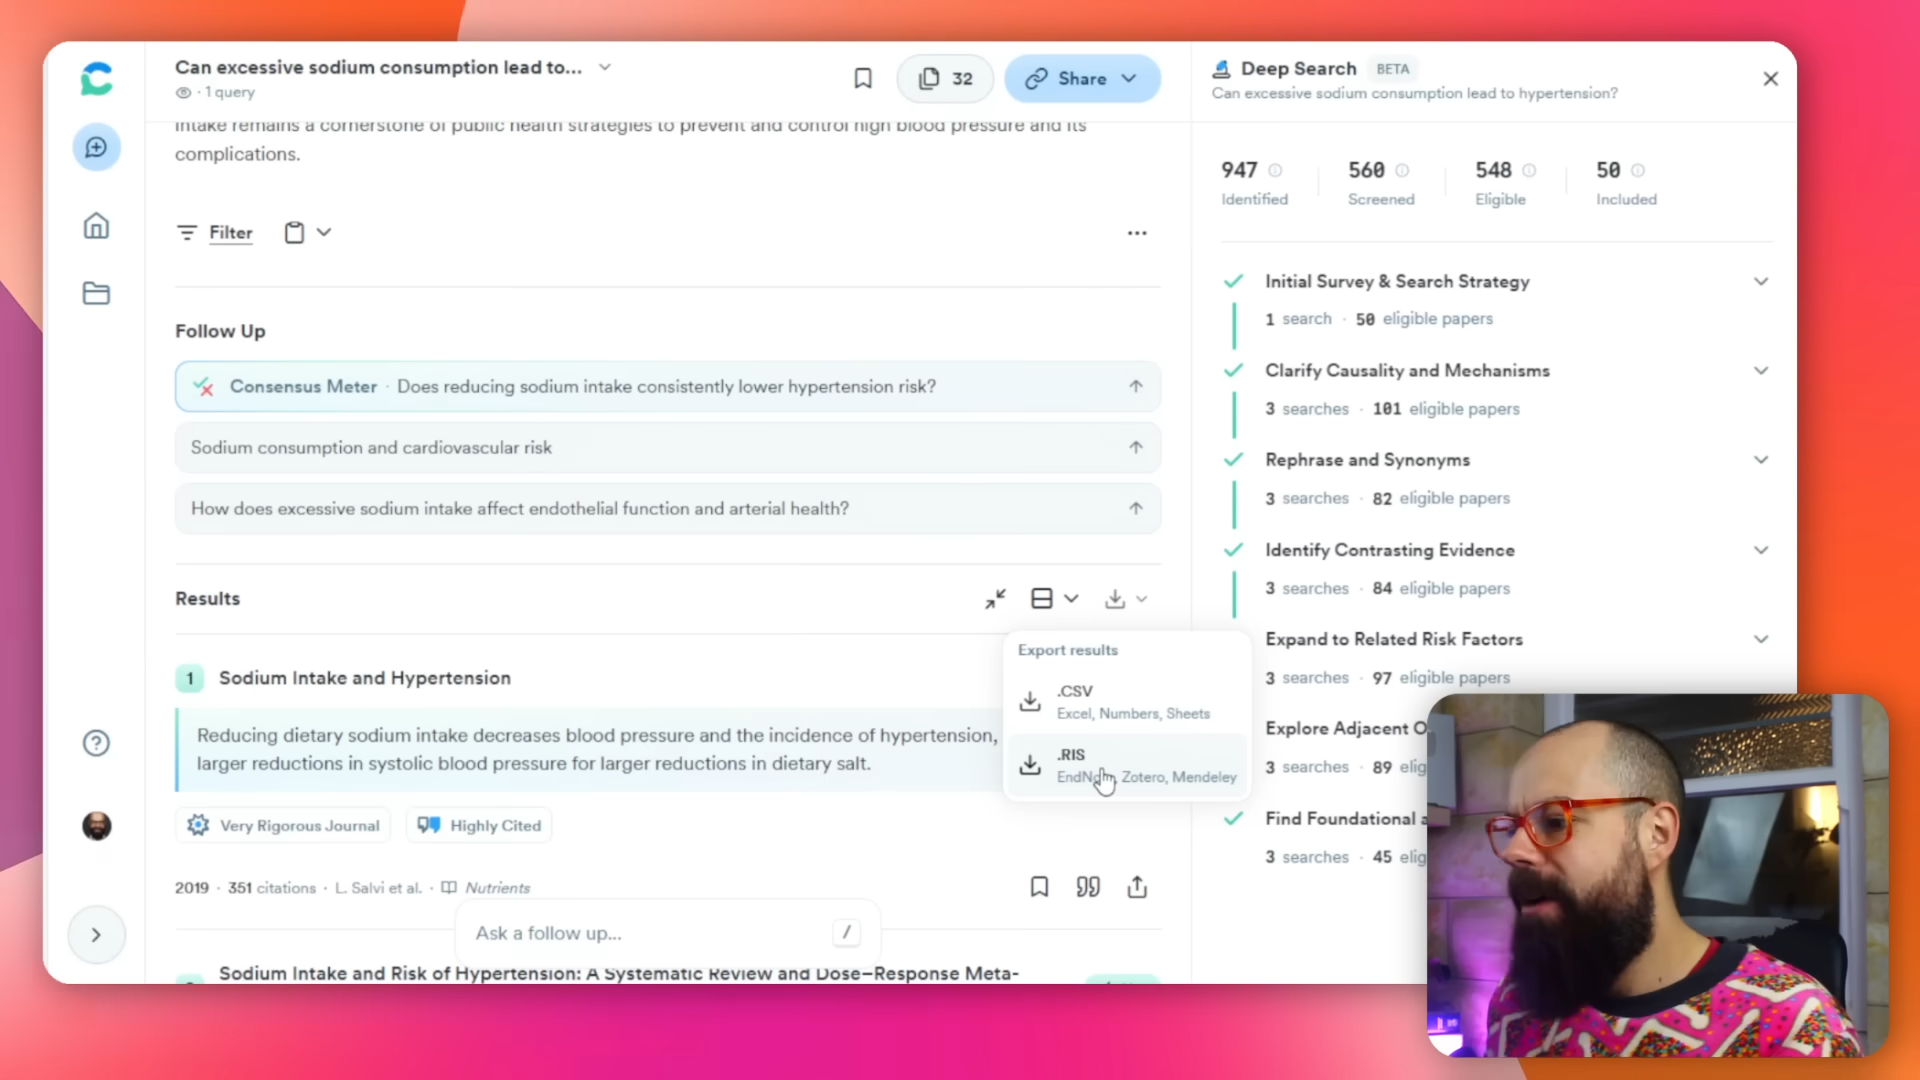 Can excessive sodium consumption lead to...
· 1 query
32
Share
intake remains a cornerstone of public health strategies to prevent and control high blood pressure and its
complications.
Filter
Follow Up
Consensus Meter · Does reducing sodium intake consistently lower hypertension risk?
Sodium consumption and cardiovascular risk
How does excessive sodium intake affect endothelial function and arterial health?
Results
Export results
.CSV
Excel, Numbers, Sheets
.RIS
Zotero, Mendeley
1 Sodium Intake and Hypertension
Reducing dietary sodium intake decreases blood pressure and the incidence of hypertension,
larger reductions in systolic blood pressure for larger reductions in dietary salt.
Very Rigorous Journal
Highly Cited
2019 · 351 citations · L. Salvi et al. · Nutrients
Ask a follow up...
/
Sodium Intake and Risk of Hypertension: A Systematic Review and Dose–Response Meta-
Deep Search BETA
Can excessive sodium consumption lead to hypertension?
947 560 548 50
Identified Screened Eligible Included
Initial Survey & Search Strategy
1 search · 50 eligible papers
Clarify Causality and Mechanisms
3 searches · 101 eligible papers
Rephrase and Synonyms
3 searches · 82 eligible papers
Identify Contrasting Evidence
3 searches · 84 eligible papers
Expand to Related Risk Factors
3 searches · 97 eligible papers
Explore Adjacent O
3 searches · 89 elig
Find Foundational a
3 searches · 45 elig